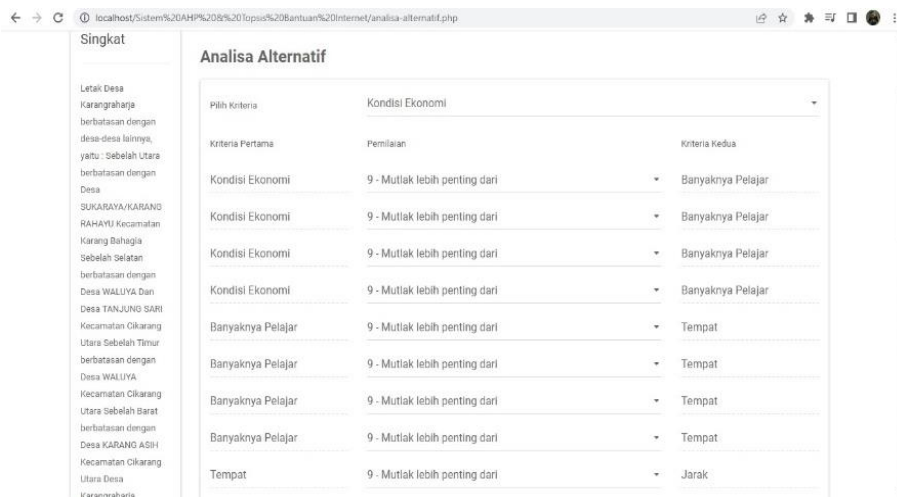 localhost/Sistem%20AHP%20&%20Topsis%20Bantuan%20Internet/analisa-alternatif.php
Singkat
Letak Desa
Karangraharja
berbatasan dengan
desa-desa lainnya,
yaitu : Sebelah Utara
berbatasan dengan
Desa
SUKARAYA/KARANG
RAHAYU Kecamatan
Karang Bahagia
Sebelah Selatan
berbatasan dengan
Desa WALUYA Dan
Desa TANJUNG SARI
Kecamatan Cikarang
Utara Sebelah Timur
berbatasan dengan
Desa WALUYA
Kecamatan Cikarang
Utara Sebelah Barat
berbatasan dengan
Desa KARANG ASIH
Kecamatan Cikarang
Utara Desa
Karangraharja
Analisa Alternatif
Pilih Kriteria Kondisi Ekonomi
Kriteria Pertama Pemilaian Kriteria Kedua
Kondisi Ekonomi 9 - Mutlak lebih penting dari Banyaknya Pelajar
Kondisi Ekonomi 9 - Mutlak lebih penting dari Banyaknya Pelajar
Kondisi Ekonomi 9 - Mutlak lebih penting dari Banyaknya Pelajar
Kondisi Ekonomi 9 - Mutlak lebih penting dari Banyaknya Pelajar
Banyaknya Pelajar 9 - Mutlak lebih penting dari Tempat
Banyaknya Pelajar 9 - Mutlak lebih penting dari Tempat
Banyaknya Pelajar 9 - Mutlak lebih penting dari Tempat
Banyaknya Pelajar 9 - Mutlak lebih penting dari Tempat
Tempat 9 - Mutlak lebih penting dari Jarak